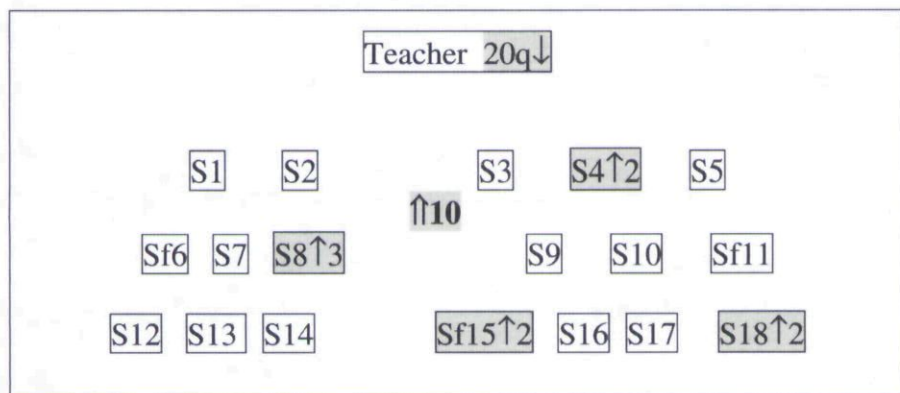 Teacher 20q↓
S1 S2 S3 S4↑2 S5
⇑10
Sf6 S7 S8↑3 S9 S10 Sf11
S12 S13 S14 Sf15↑2 S16 S17 S18↑2